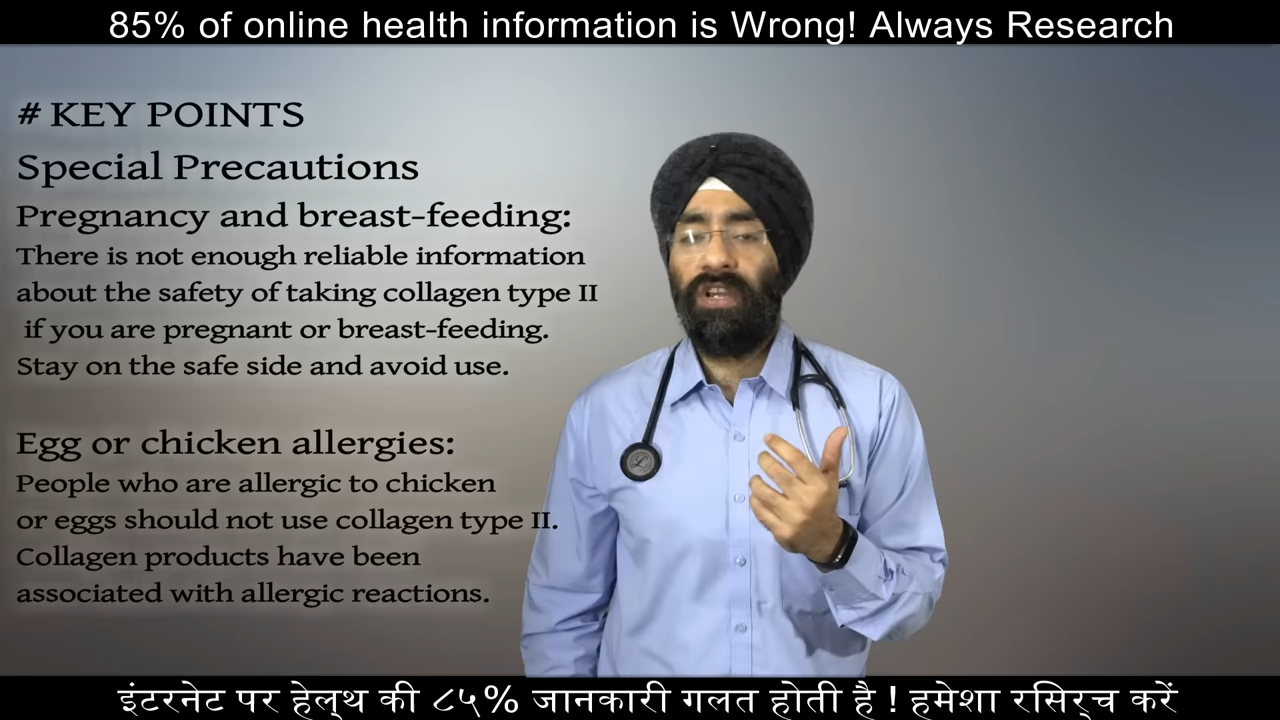 85% of online health information is Wrong! Always Research
# KEY POINTS
Special Precautions
Pregnancy and breast-feeding:
There is not enough reliable information
about the safety of taking collagen type II
if you are pregnant or breast-feeding.
Stay on the safe side and avoid use.
Egg or chicken allergies:
People who are allergic to chicken
or eggs should not use collagen type II.
Collagen products have been
associated with allergic reactions.
इंटरनेट पर हेल्थ की ८५% जानकारी गलत होती है ! हमेशा रसिर्च करें